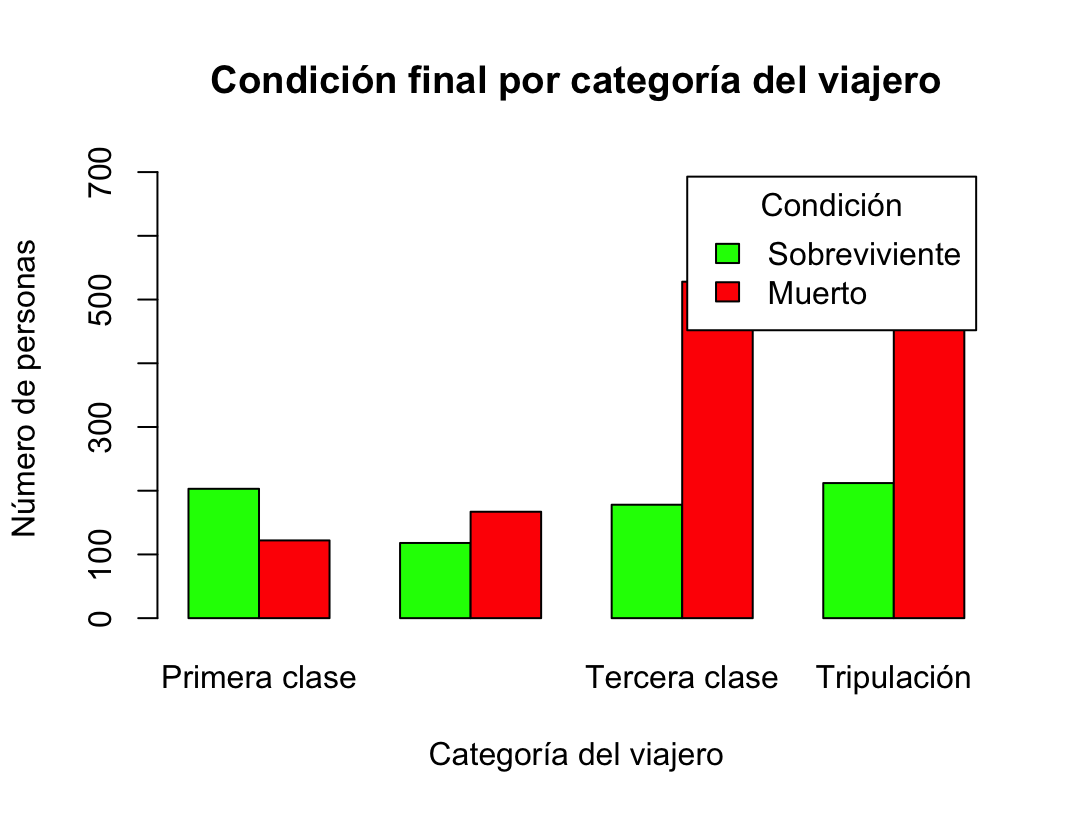 Condición final por categoría del viajero
Número de personas
700
500
300
100
0
Condición
Sobreviviente
Muerto
Primera clase
Tercera clase
Tripulación
Categoría del viajero